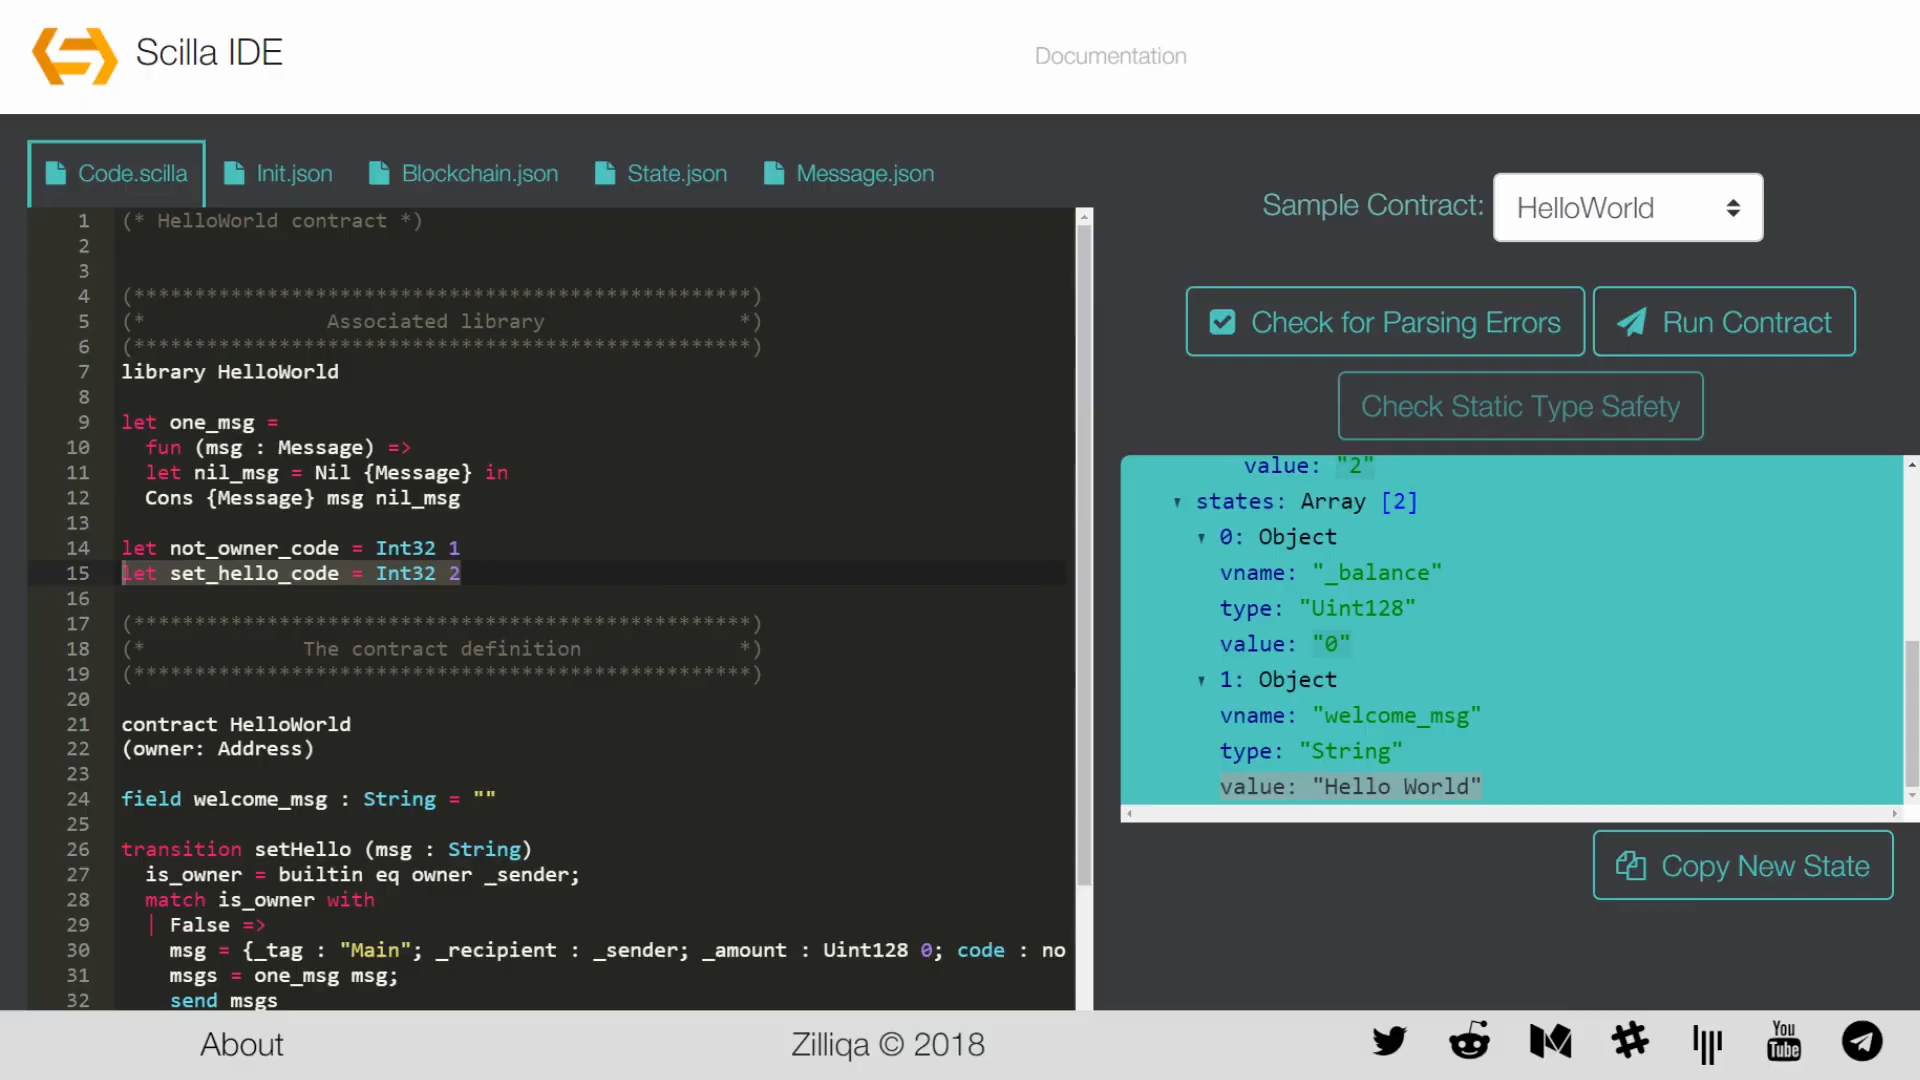 Scilla IDE
Documentation
Code.scilla
Init.json
Blockchain.json
State.json
Message.json
1 (* HelloWorld contract *)
2
3
4 (***************************************************)
5 (* Associated library *)
6 (***************************************************)
7 library HelloWorld
8
9 let one_msg =
10 fun (msg : Message) =>
11 let nil_msg = Nil {Message} in
12 Cons {Message} msg nil_msg
13
14 let not_owner_code = Int32 1
15 let set_hello_code = Int32 2
16
17 (***************************************************)
18 (* The contract definition *)
19 (***************************************************)
20
21 contract HelloWorld
22 (owner: Address)
23
24 field welcome_msg : String = ""
25
26 transition setHello (msg : String)
27 is_owner = builtin eq owner _sender;
28 match is_owner with
29 | False =>
30 msg = {_tag : "Main"; _recipient : _sender; _amount : Uint128 0; code : no
31 msgs = one_msg msg;
32 send msgs
Sample Contract: HelloWorld
Check for Parsing Errors
Run Contract
Check Static Type Safety
value: "2"
states: Array [2]
0: Object
vname: "_balance"
type: "Uint128"
value: "0"
1: Object
vname: "welcome_msg"
type: "String"
value: "Hello World"
Copy New State
About
Zilliqa © 2018
You
Tube